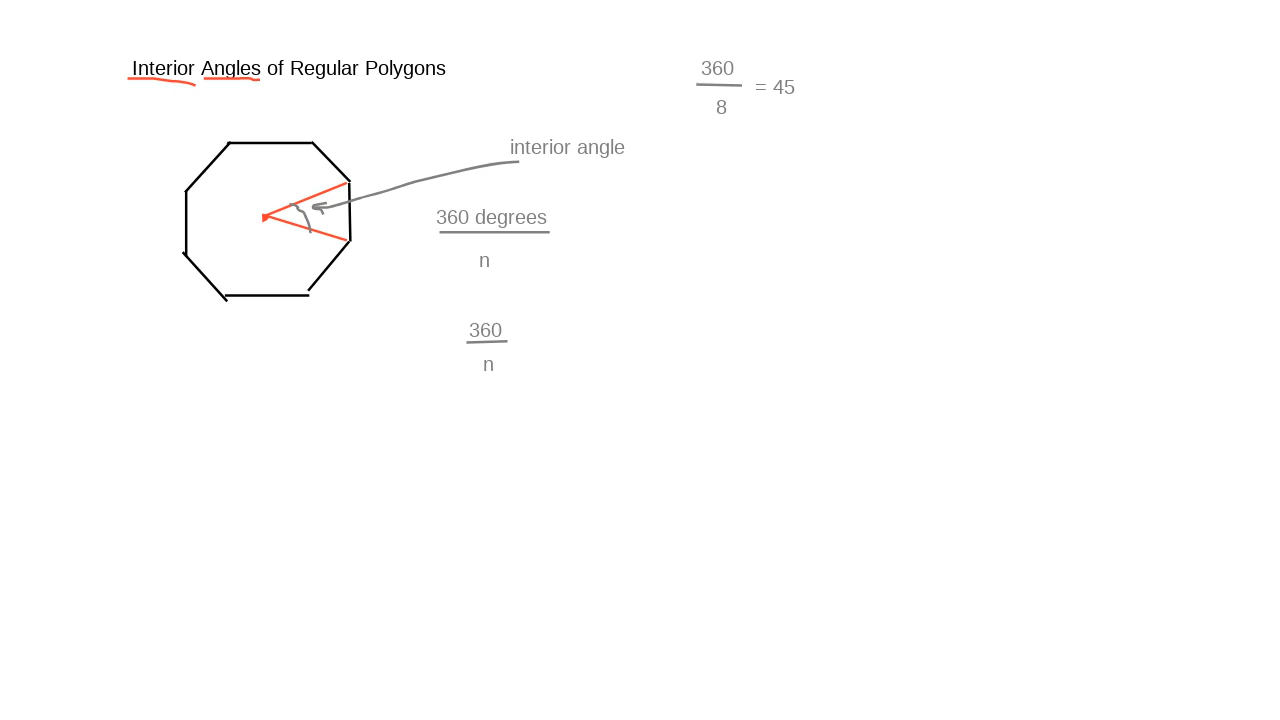 Interior Angles of Regular Polygons
interior angle
360 degrees
n
360
n
360
8
= 45